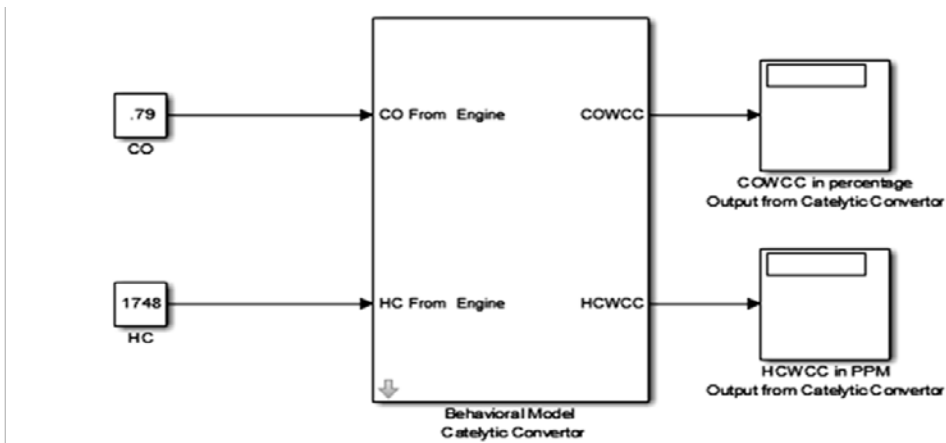 .79
CO
CO From Engine
COWCC
COWCC in percentage
Output from Catelytic Convertor
1748
HC
HC From Engine
HCWCC
HCWCC in PPM
Output from Catelytic Convertor
Behavioral Model
Catelytic Convertor